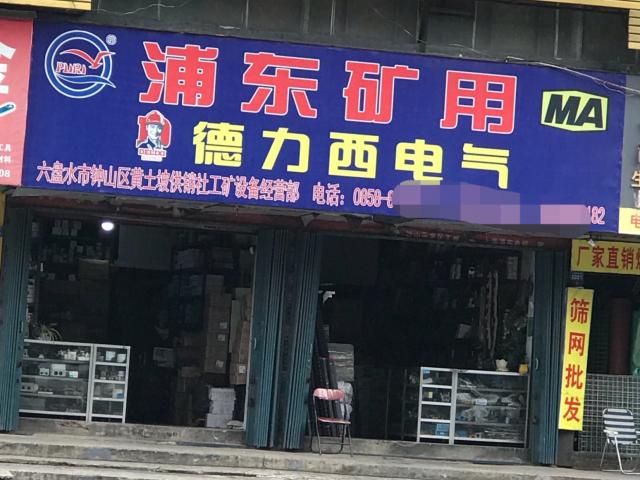 浦东矿用
MA
德力西电气
DELIXI
六盘水市钟山区黄土坡供销社工矿设备经营部 电话：0858-8
182
厂家直销
筛网批发